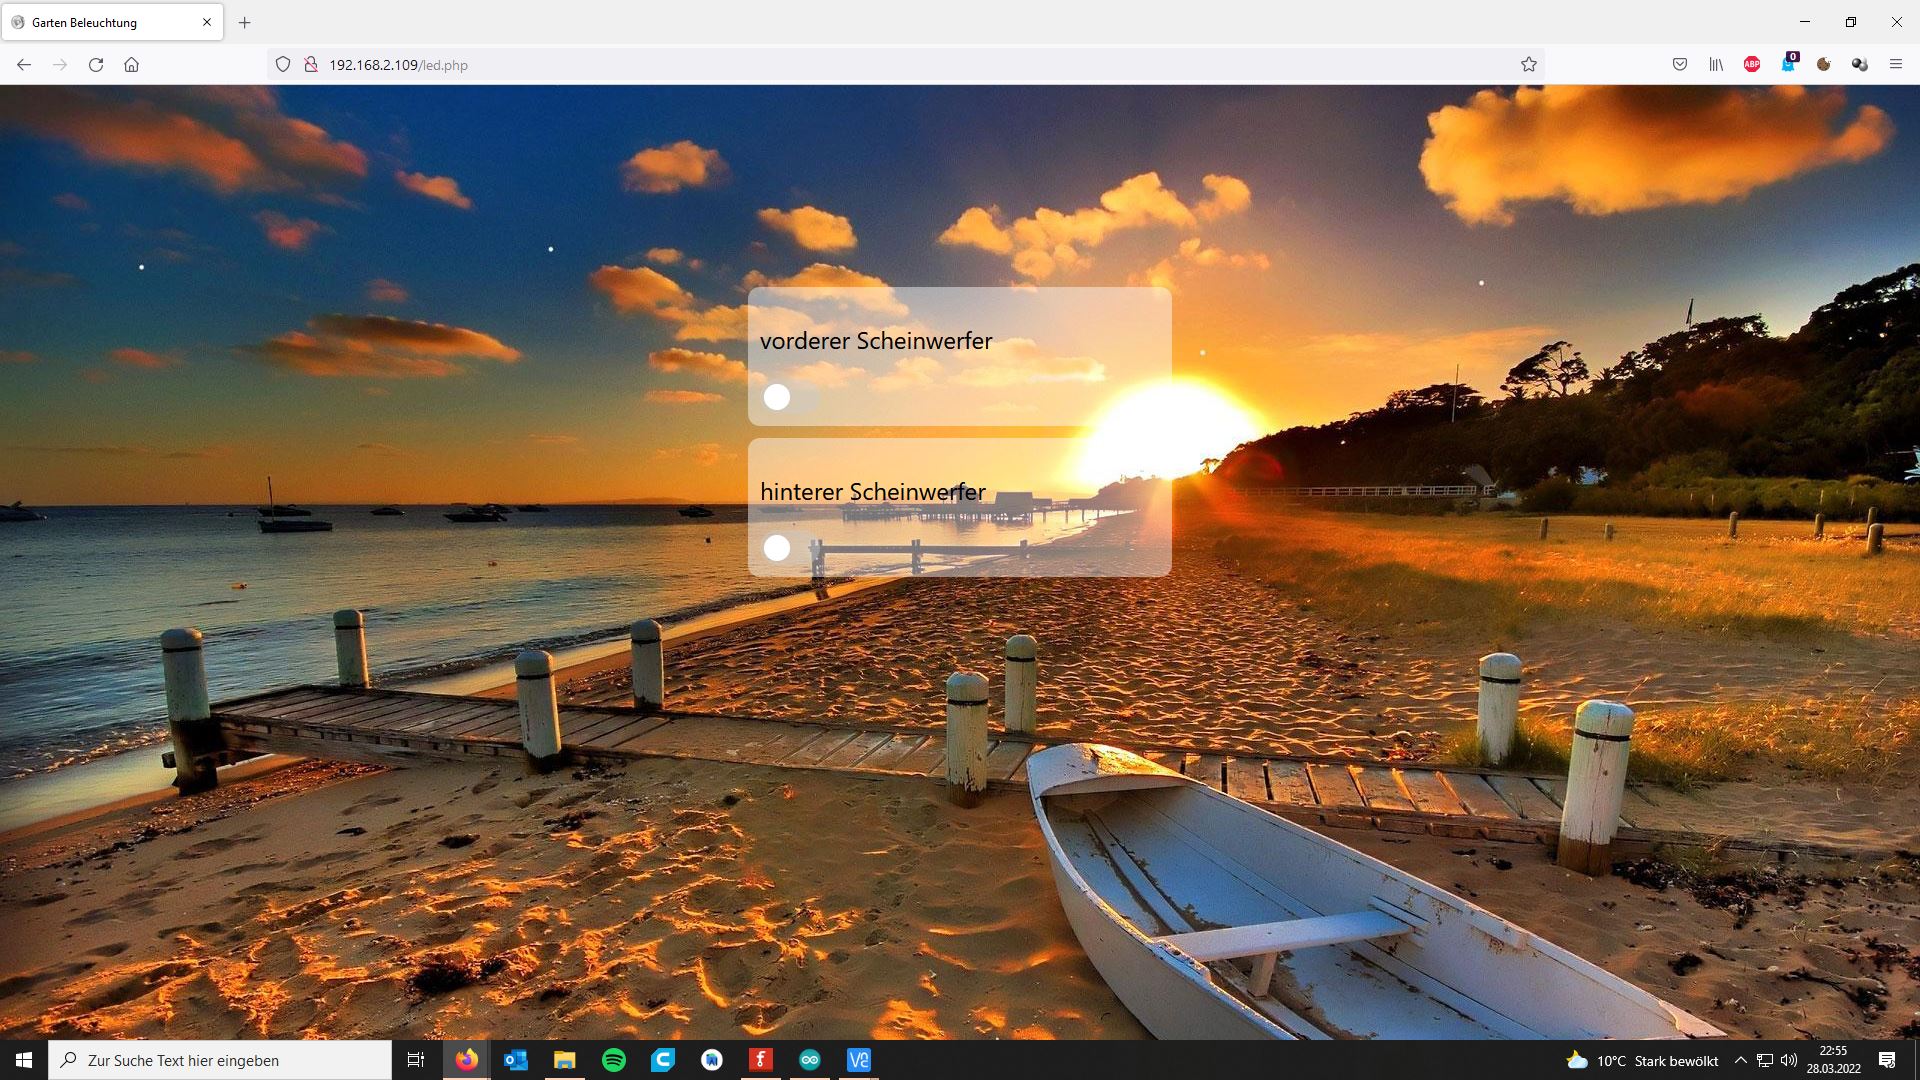 Garten Beleuchtung
192.168.2.109/led.php
ABP
0
vorderer Scheinwerfer
hinterer Scheinwerfer
Zur Suche Text hier eingeben
10°C Stark bewölkt
22:55
28.03.2022